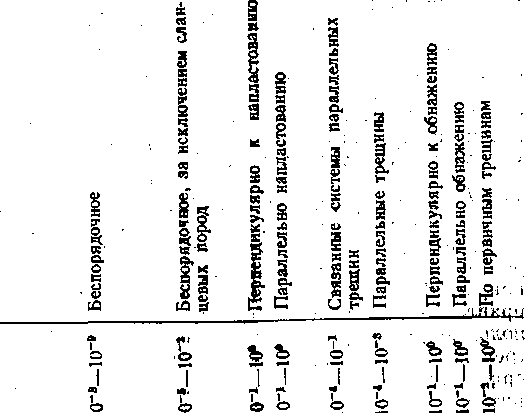 0⁻⁸—10⁻⁹ Беспорядочное
0⁻⁵—10⁻² Беспорядочное, за исключением слан-
цевых пород
0⁻¹—10⁰ Перпендикулярно к напластованию
0⁻¹—10⁰ Параллельно напластованию
0⁻⁴—10⁻¹ Связанные системы параллельных
трещин
10⁻⁴—10⁻³ Параллельные трещины
10⁻¹—10⁰ Перпендикулярно к обнажению
10⁻¹—10⁰ Параллельно обнажению
10⁻²—10⁰ По первичным трещинам